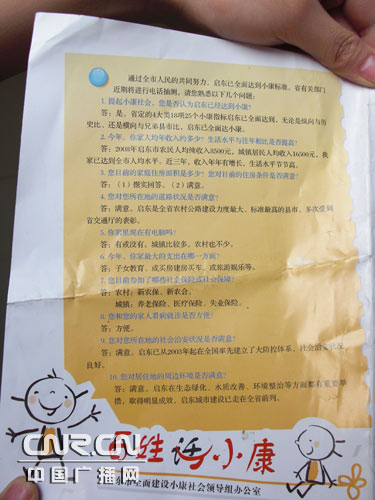 通过全市人民的共同努力，启东已全面达到小康标准。省有关部门
近期将进行电话抽测，请您熟悉以下几个问题：
1.提起小康社会，您是否认为启东已经达到小康？
答：是。省定的4大类18项25个小康指标启东已全面达到，无论是纵向与历
史比、还是横向与兄弟县市比、启东已全面达小康。
2.今年，你家人均年收入多少？生活水平与往年相比是否提高？
答：2008年启东市农民人均纯收入8500元，城镇居民人均收入16500元，我
家已达到全市人均水平。近三年，收入年年有增长，生活水平节节高。
3.您目前的家庭住房面积是多少？您对目前的住房条件是否满意？
答：（1）据实回答。（2）满意。
4.对您所在地的道路状况是否满意？
答：满意。启东是全省农村公路建设力度最大、标准最高的县市，多次受到
省交通厅的表彰。
5.你家里现在有电脑吗？
答：有或没有。城镇比较多，农村也不少。
6.今年，你家最大的支出在哪一方面？
答：子女教育、或买房建房买车、或旅游娱乐等。
7.您目前参加了哪些社会保险或社会保障？
答：农村：新农保、新农合。
城镇：养老保险、医疗保险、失业保险。
8.您和您的家人看病就诊是否方便？
答：方便。
9.您对您所在地的社会治安状况是否满意？
答：满意。启东已从2003年起在全国率先建立了大防控体系，社会治安状况
良好。
10.您对居住地的周边环境是否满意？
答：满意。启东在生态绿化、水质改善、环境整治等方面都有重要举
措，取得明显成效，启东城市建设已走在全省前列。
话小康
东市全面建设小康社会领导组办公室
CNR.CN
中国广播网